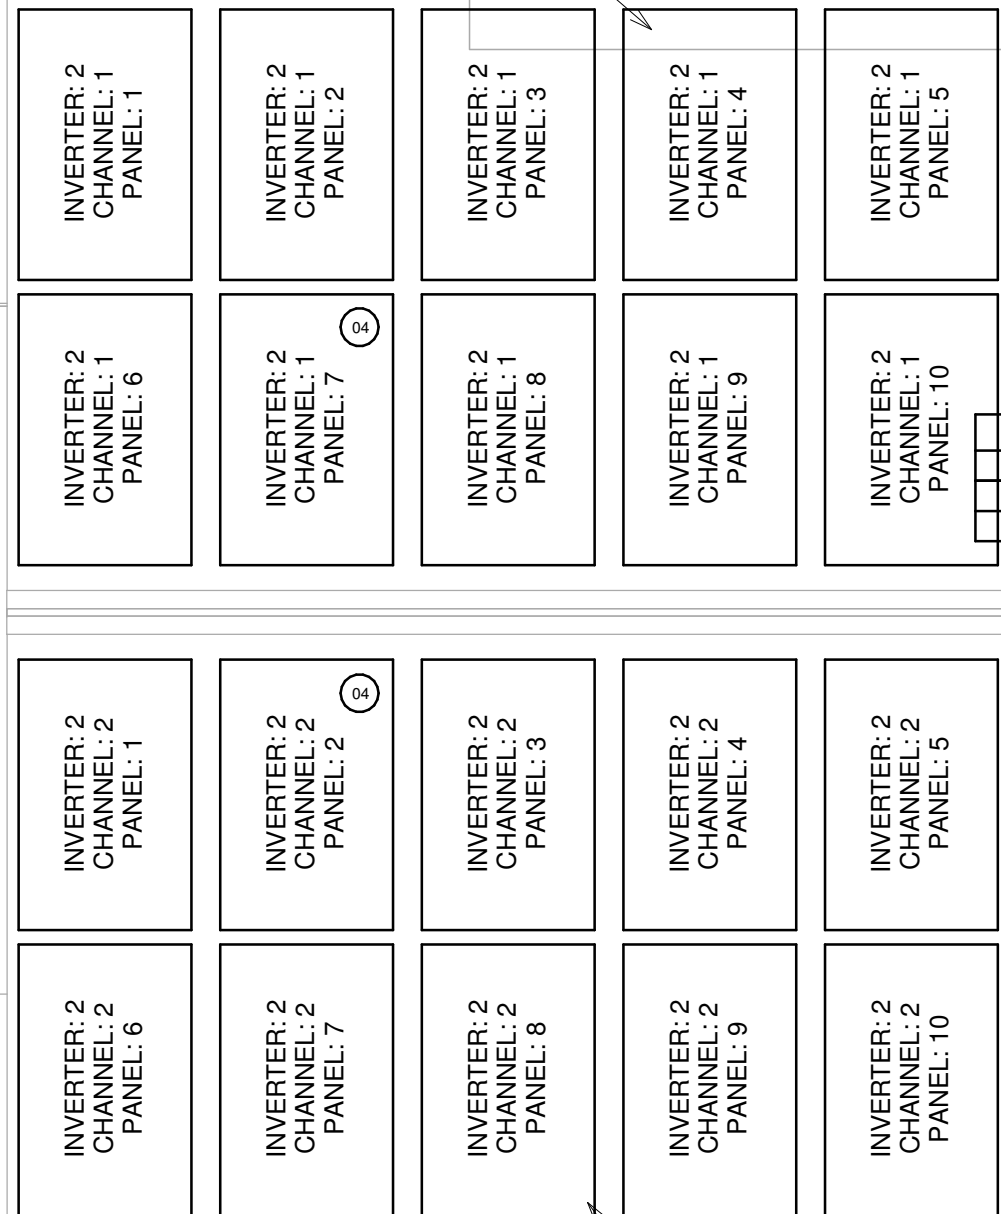 INVERTER: 2
CHANNEL: 1
PANEL: 1
INVERTER: 2
CHANNEL: 1
PANEL: 2
INVERTER: 2
CHANNEL: 1
PANEL: 3
INVERTER: 2
CHANNEL: 1
PANEL: 4
INVERTER: 2
CHANNEL: 1
PANEL: 5
INVERTER: 2
CHANNEL: 1
PANEL: 6
04
INVERTER: 2
CHANNEL: 1
PANEL: 7
INVERTER: 2
CHANNEL: 1
PANEL: 8
INVERTER: 2
CHANNEL: 1
PANEL: 9
INVERTER: 2
CHANNEL: 1
PANEL: 10
INVERTER: 2
CHANNEL: 2
PANEL: 1
04
INVERTER: 2
CHANNEL: 2
PANEL: 2
INVERTER: 2
CHANNEL: 2
PANEL: 3
INVERTER: 2
CHANNEL: 2
PANEL: 4
INVERTER: 2
CHANNEL: 2
PANEL: 5
INVERTER: 2
CHANNEL: 2
PANEL: 6
INVERTER: 2
CHANNEL: 2
PANEL: 7
INVERTER: 2
CHANNEL: 2
PANEL: 8
INVERTER: 2
CHANNEL: 2
PANEL: 9
INVERTER: 2
CHANNEL: 2
PANEL: 10